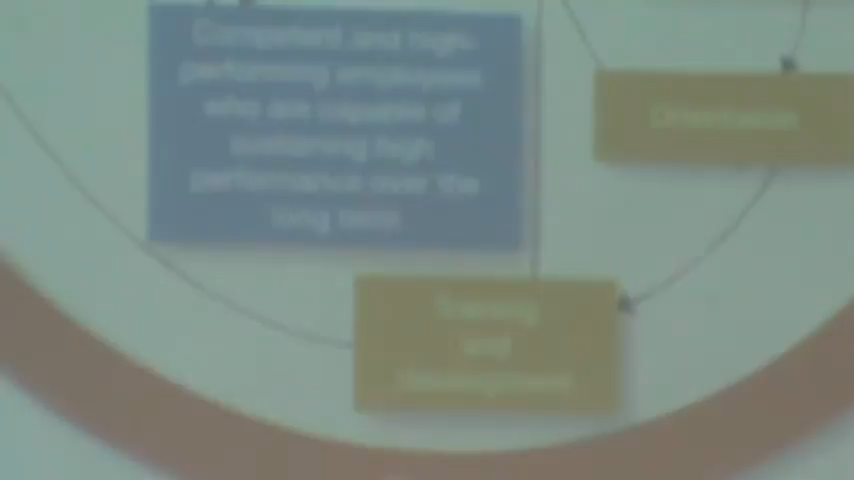 Competent and high-
performing employees
who are capable of
sustaining high
performance over the
long term
Orientation
Training
and
Development